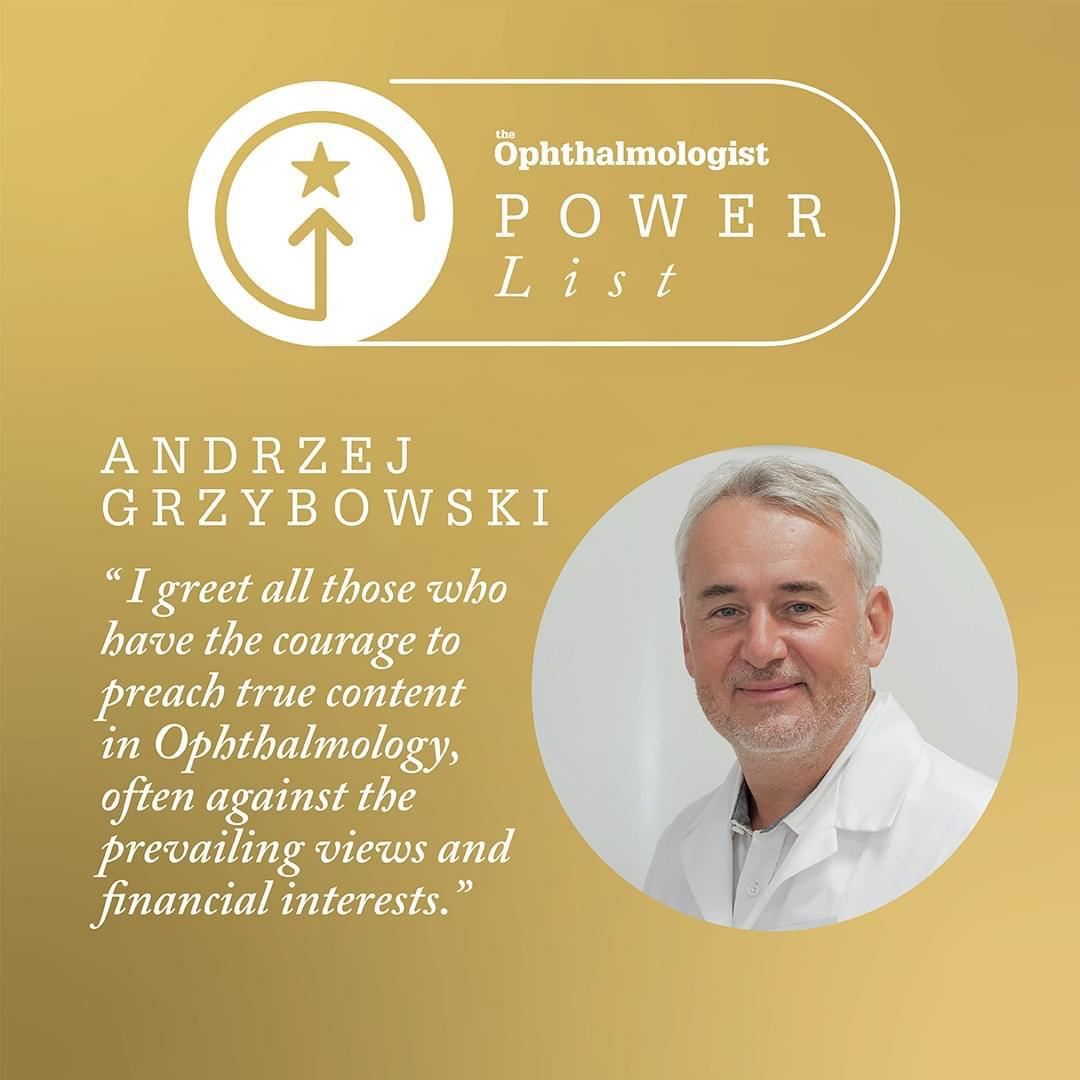 the
Ophthalmologist
POWER
List
ANDRZEJ
GRZYBOWSKI
“ I greet all those who
have the courage to
preach true content
in Ophthalmology,
often against the
prevailing views and
financial interests.”